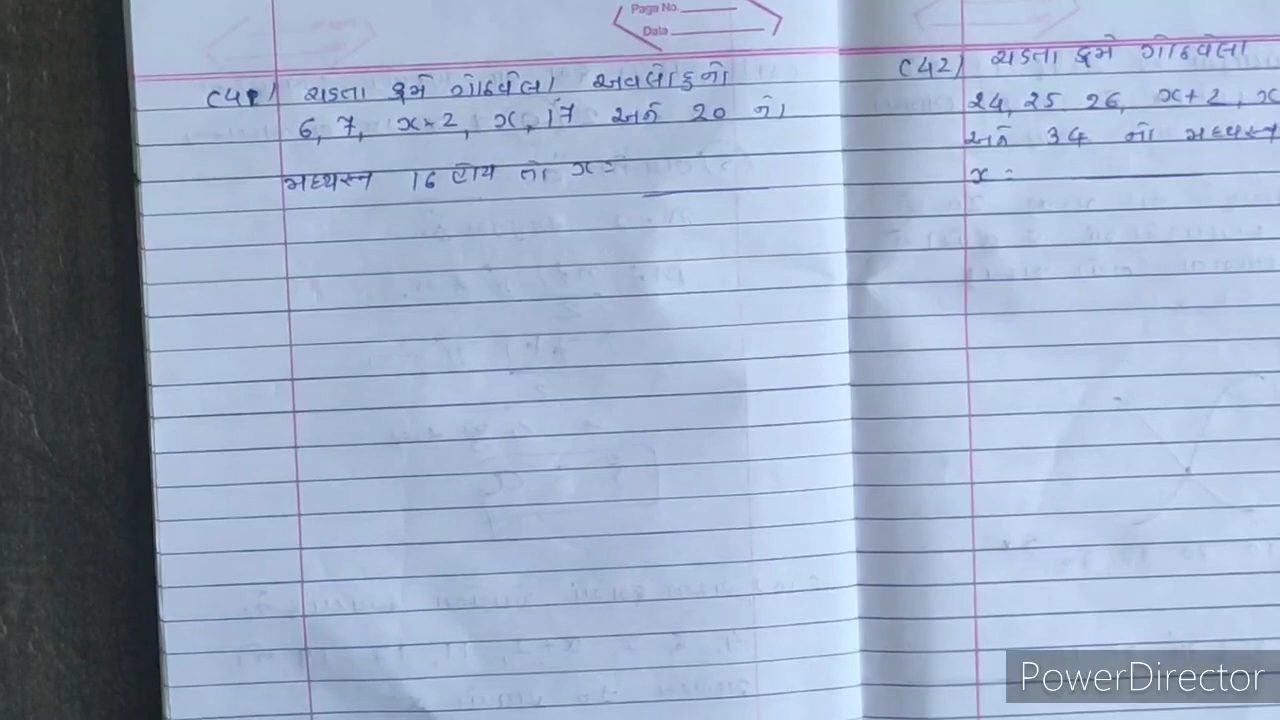 Page No.
Date
(41) ચડતા ક્રમે ગોઠવેલા અવલોકનો
6, 7, x-2, x, 17 અને 20 નો
મધ્યસ્થ 16 હોય તો x =
(42) ચડતા ક્રમે ગોઠવેલા
24, 25, 26, x+2, x
અને 34 નો મધ્યસ્થ
x =
PowerDirector